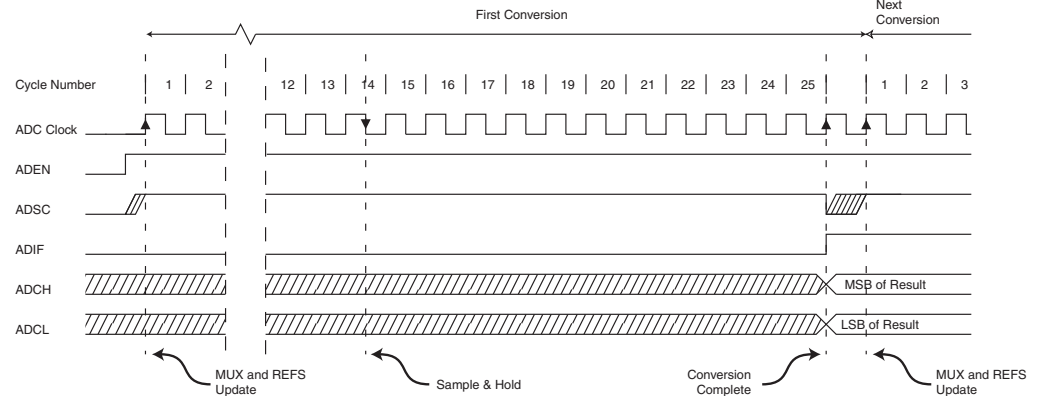 First Conversion
Next
Conversion
Cycle Number 1 2 12 13 14 15 16 17 18 19 20 21 22 23 24 25 1 2 3
ADC Clock
ADEN
ADSC
ADIF
ADCH MSB of Result
ADCL LSB of Result
MUX and REFS
Update
Sample & Hold
Conversion
Complete
MUX and REFS
Update